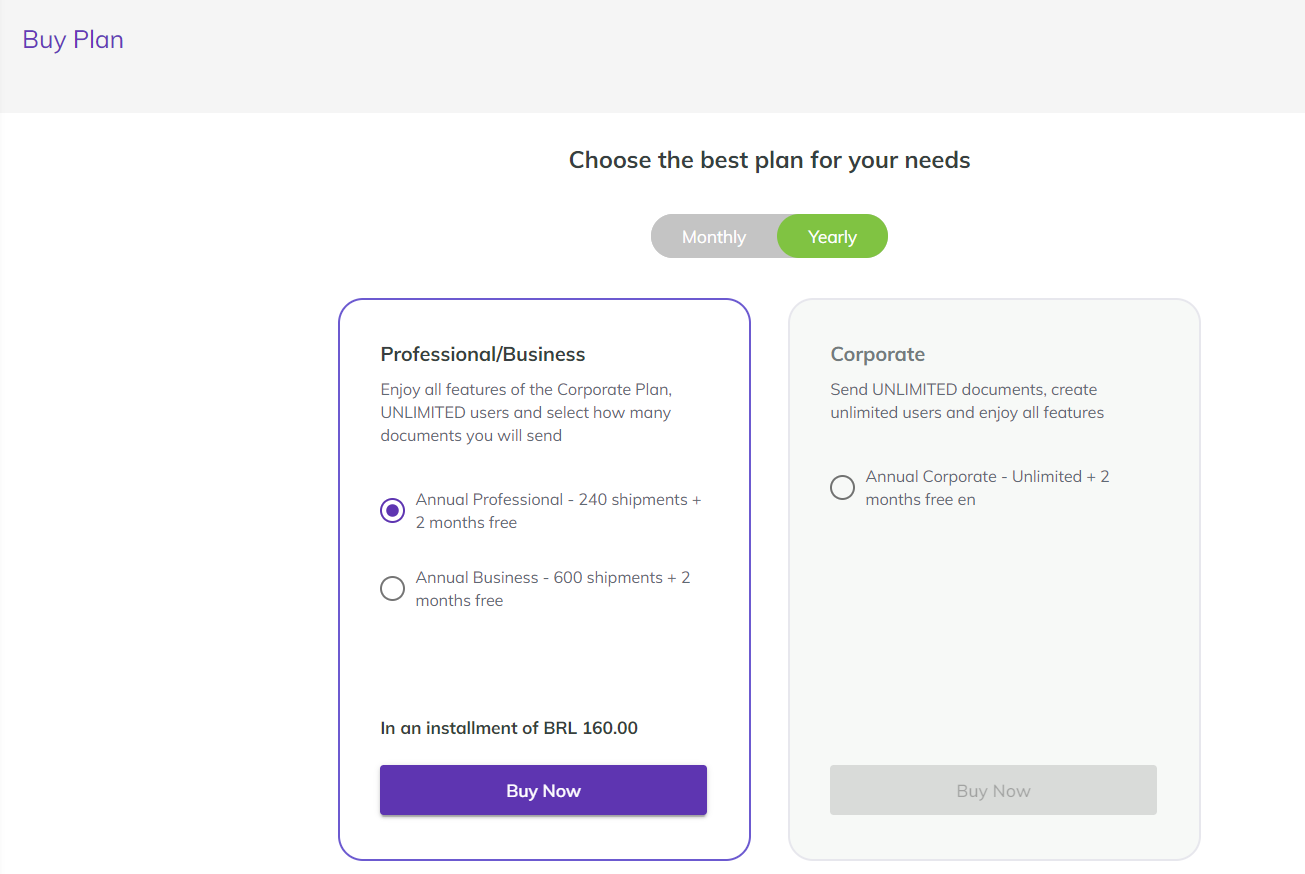 Buy Plan
Choose the best plan for your needs
Monthly
Yearly
Professional/Business
Enjoy all features of the Corporate Plan,
UNLIMITED users and select how many
documents you will send
Annual Professional - 240 shipments +
2 months free
Annual Business - 600 shipments + 2
months free
In an installment of BRL 160.00
Buy Now
Corporate
Send UNLIMITED documents, create
unlimited users and enjoy all features
Annual Corporate - Unlimited + 2
months free en
Buy Now